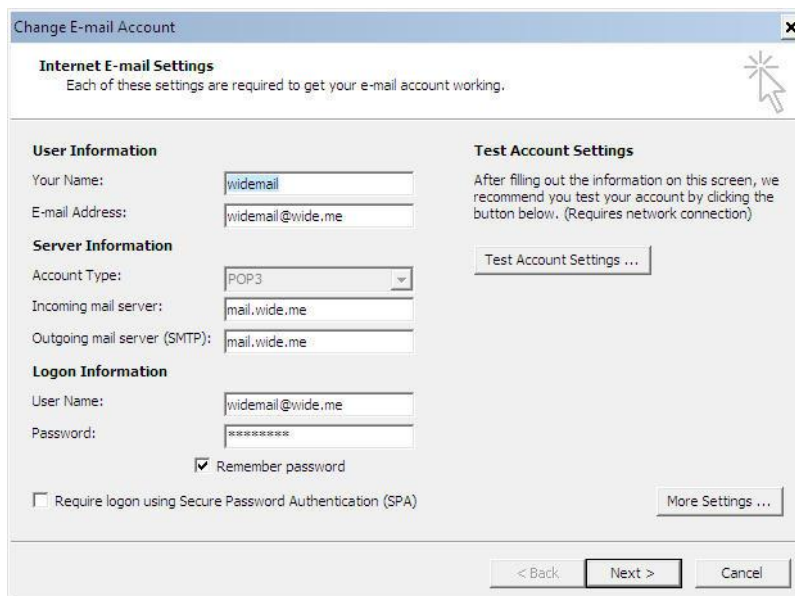 Change E-mail Account
Internet E-mail Settings
Each of these settings are required to get your e-mail account working.
User Information
Your Name: widemail
E-mail Address: widemail@wide.me
Server Information
Account Type: POP3
Incoming mail server: mail.wide.me
Outgoing mail server (SMTP): mail.wide.me
Logon Information
User Name: widemail@wide.me
Password: ********
Remember password
Require logon using Secure Password Authentication (SPA)
Test Account Settings
After filling out the information on this screen, we
recommend you test your account by clicking the
button below. (Requires network connection)
Test Account Settings ...
More Settings ...
< Back Next > Cancel